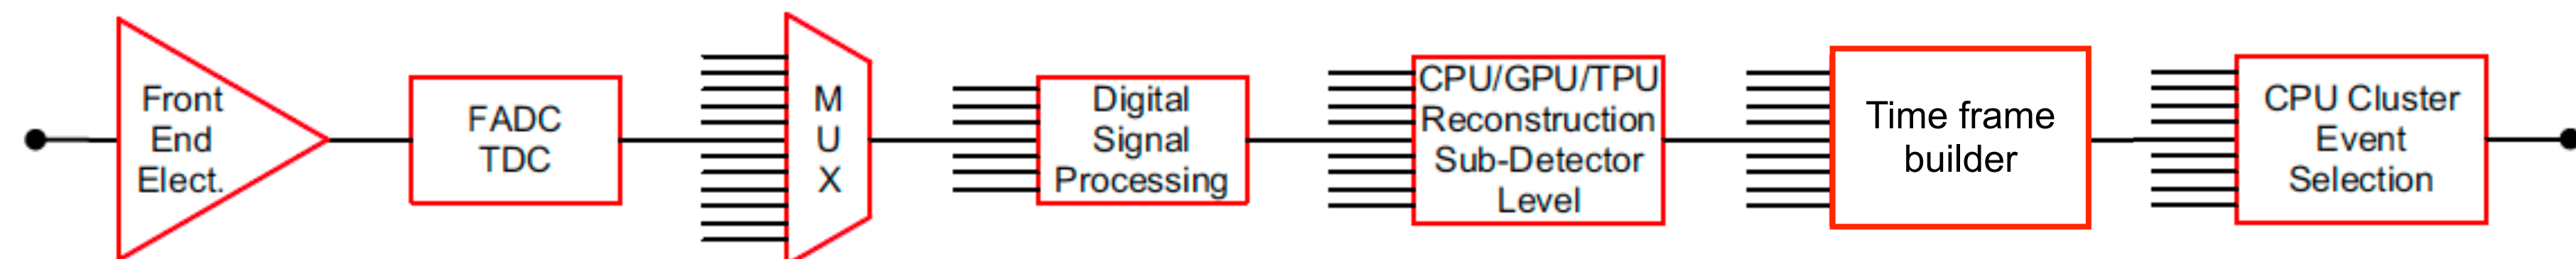 Front
End
Elect.
FADC
TDC
M
U
X
Digital
Signal
Processing
CPU/GPU/TPU
Reconstruction
Sub-Detector
Level
Time frame
builder
CPU Cluster
Event
Selection